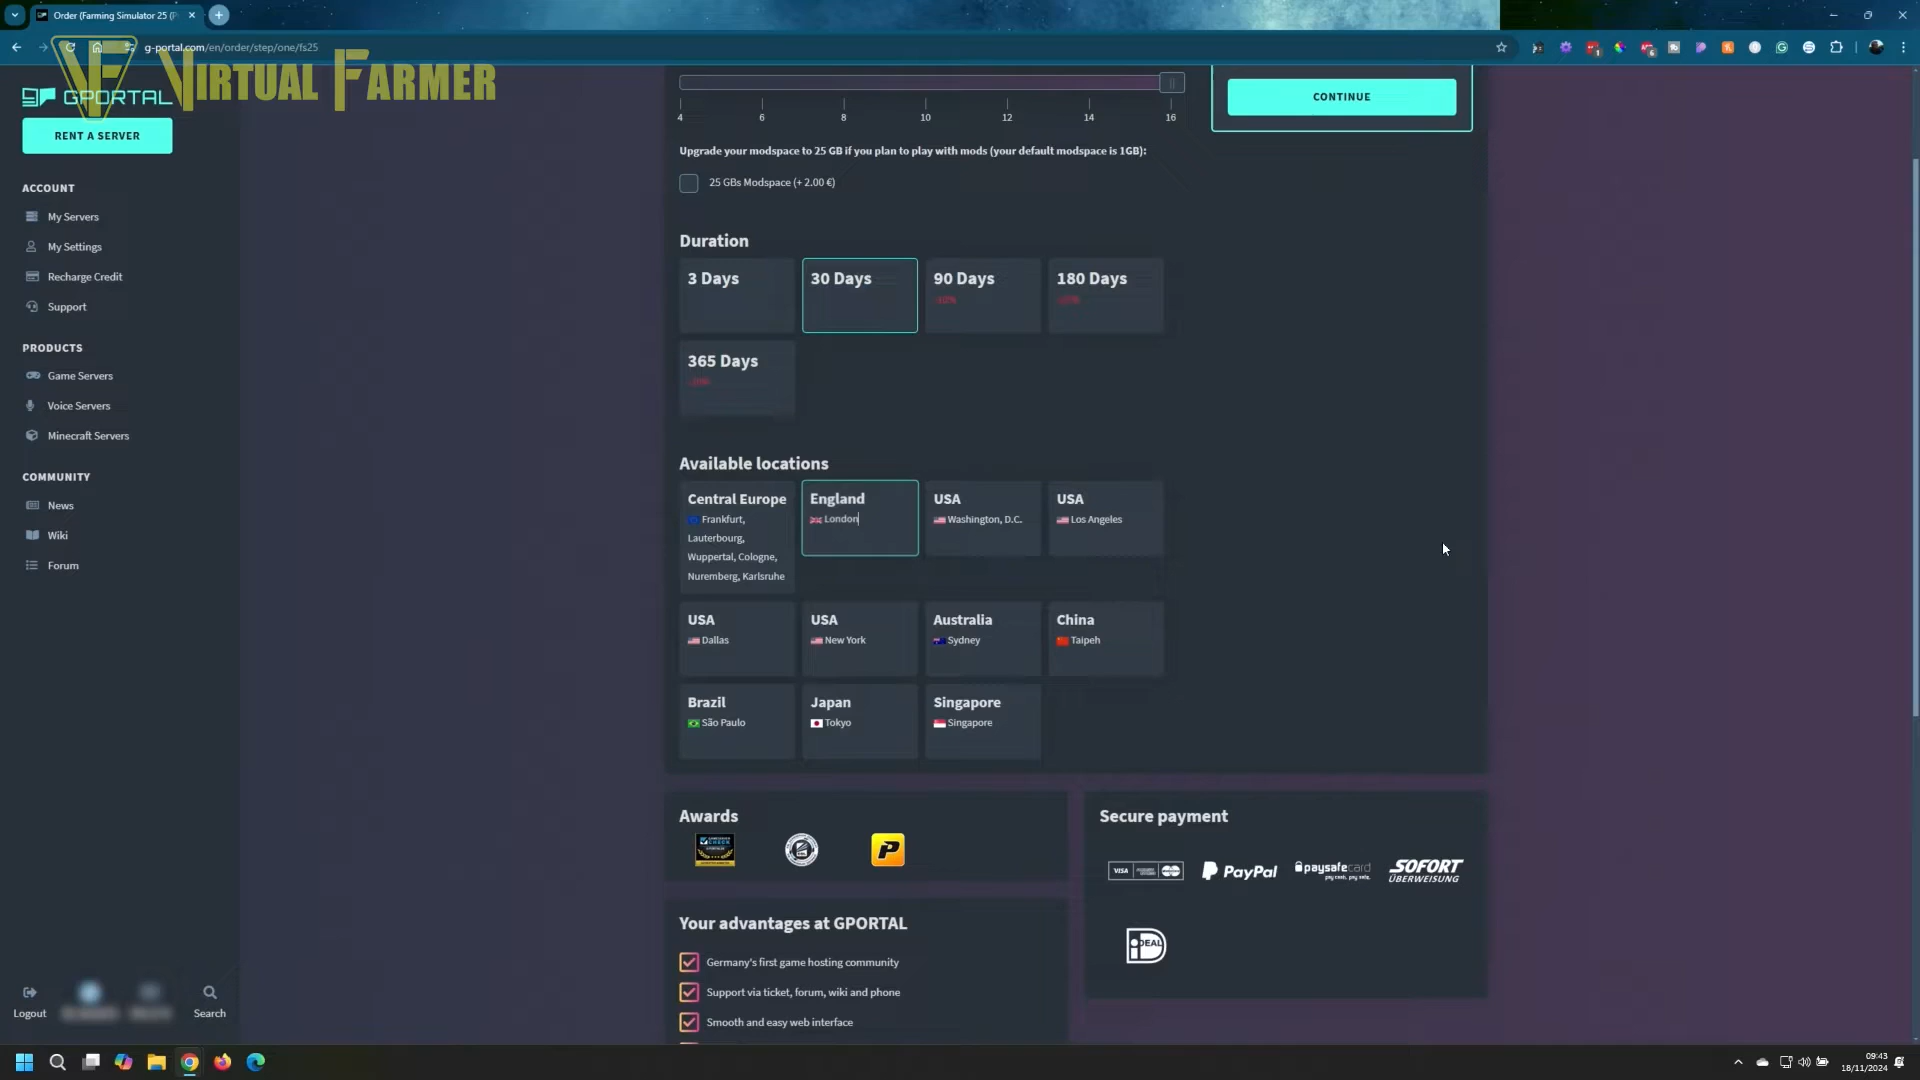 Order (Farming Simulator 25 (P
g-portal.com/en/order/step/one/fs25
VIRTUAL FARMER
GPORTAL
RENT A SERVER
ACCOUNT
My Servers
My Settings
Recharge Credit
Support
PRODUCTS
Game Servers
Voice Servers
Minecraft Servers
COMMUNITY
News
Wiki
Forum
Logout
Search
4 6 8 10 12 14 16
CONTINUE
Upgrade your modspace to 25 GB if you plan to play with mods (your default modspace is 1GB):
25 GBs Modspace (+ 2.00 €)
Duration
3 Days
30 Days
90 Days
-10%
180 Days
365 Days
Available locations
Central Europe
Frankfurt,
Lauterbourg,
Wuppertal, Cologne,
Nuremberg, Karlsruhe
England
London
USA
Washington, D.C.
USA
Los Angeles
USA
Dallas
USA
New York
Australia
Sydney
China
Taipeh
Brazil
São Paulo
Japan
Tokyo
Singapore
Singapore
Awards
Secure payment
VISA
PayPal
paysafecard
pay cash. pay safe.
SOFORT
ÜBERWEISUNG
iDEAL
Your advantages at GPORTAL
Germany's first game hosting community
Support via ticket, forum, wiki and phone
Smooth and easy web interface
09:43
18/11/2024